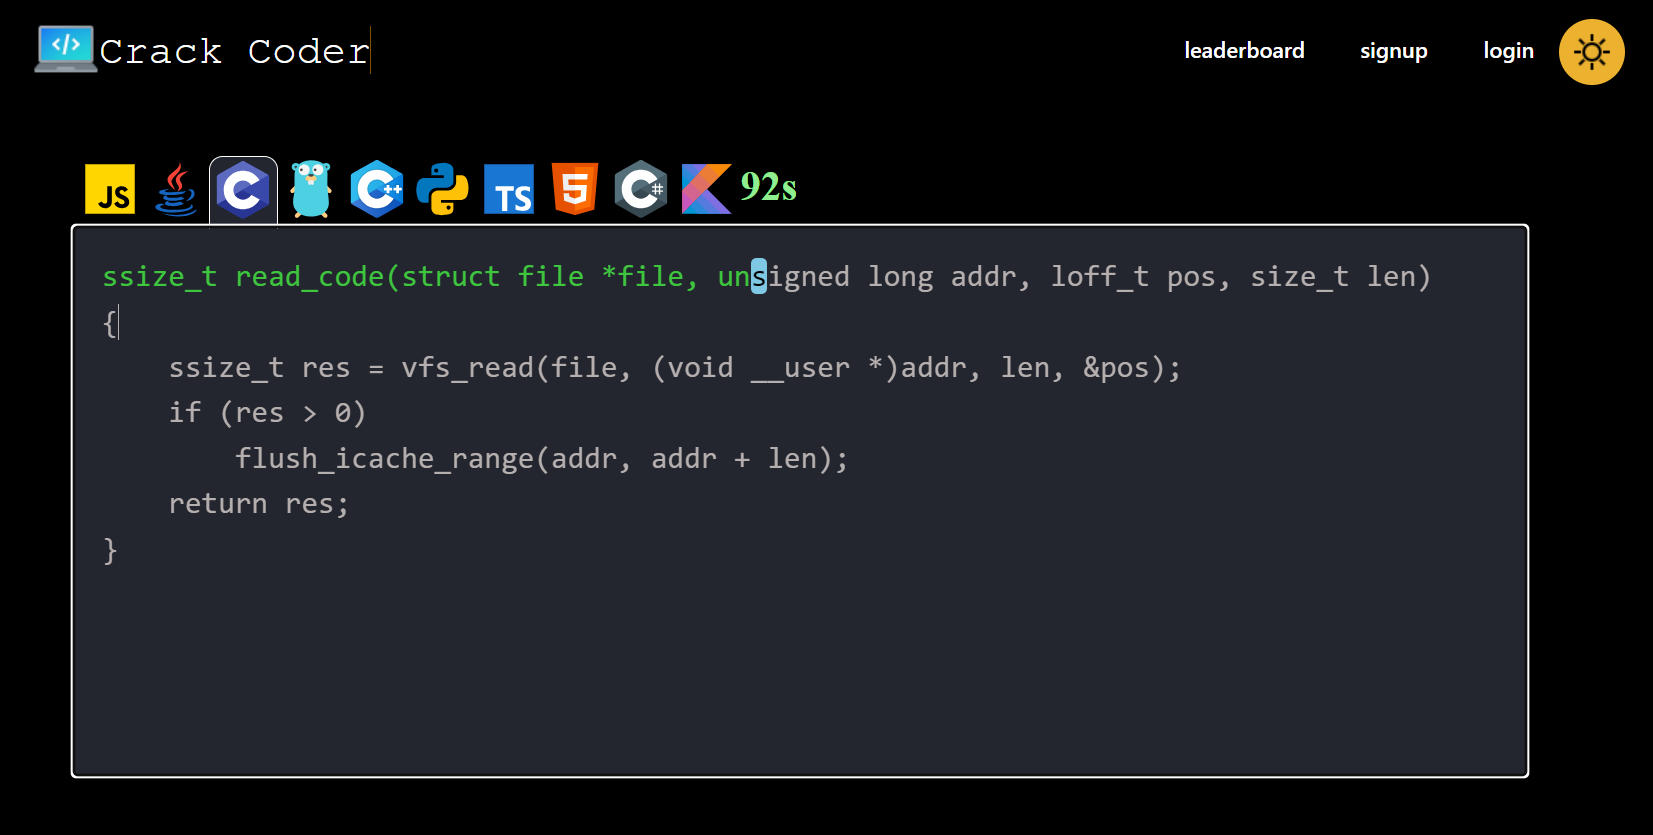 </> Crack Coder
leaderboard signup login
JS C C++ TS 5 C# 92s
ssize_t read_code(struct file *file, unsigned long addr, loff_t pos, size_t len)
{
    ssize_t res = vfs_read(file, (void __user *)addr, len, &pos);
    if (res > 0)
        flush_icache_range(addr, addr + len);
    return res;
}